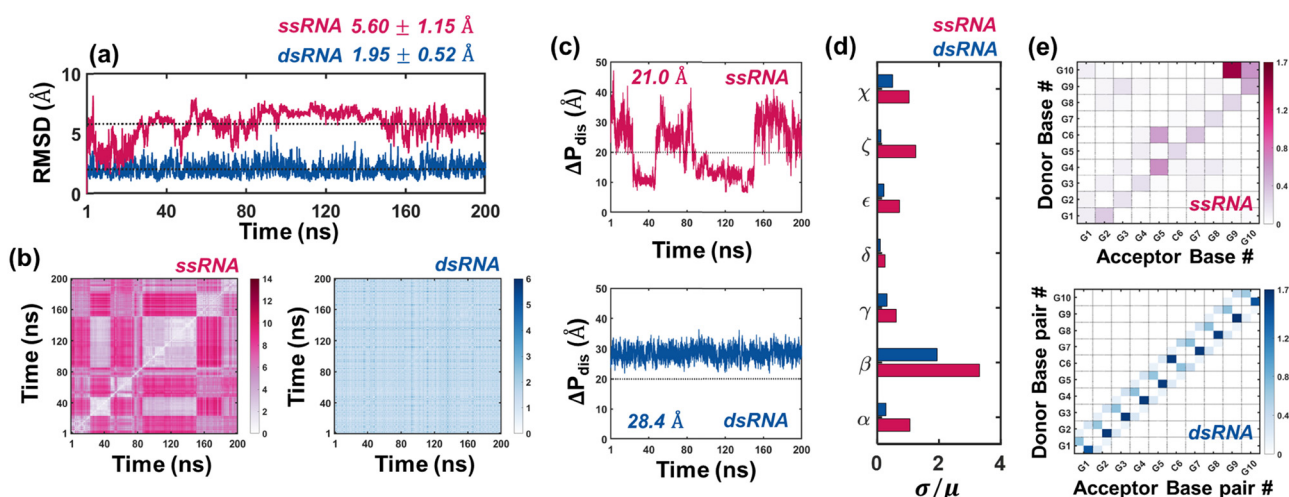 ssRNA 5.60 ± 1.15 Å
dsRNA 1.95 ± 0.52 Å
(a)
RMSD (Å)
10
5
0
1 40 80 120 160 200
Time (ns)
(b)
ssRNA
Time (ns)
200
160
120
80
40
1
1 40 80 120 160 200
Time (ns)
14
12
10
8
6
4
2
0
dsRNA
Time (ns)
200
160
120
80
40
1
1 40 80 120 160 200
Time (ns)
6
5
4
3
2
1
0
(c)
21.0 Å ssRNA
ΔPdis (Å)
50
40
30
20
10
0
1 40 80 120 160 200
Time (ns)
ΔPdis (Å)
50
40
30
20
10
0
28.4 Å dsRNA
1 40 80 120 160 200
Time (ns)
(d)
ssRNA
dsRNA
χ
ζ
ϵ
δ
γ
β
α
0 2 4
σ/μ
(e)
Donor Base #
G10
G9
G8
G7
C6
G5
G4
G3
G2
G1
G1 G2 G3 G4 G5 C6 G7 G8 G9 G10
ssRNA
Acceptor Base #
1.7
1.2
0.8
0.4
0
Donor Base pair #
G10
G9
G8
G7
C6
G5
G4
G3
G2
G1
G1 G2 G3 G4 G5 C6 G7 G8 G9 G10
dsRNA
Acceptor Base pair #
1.7
1.2
0.8
0.4
0